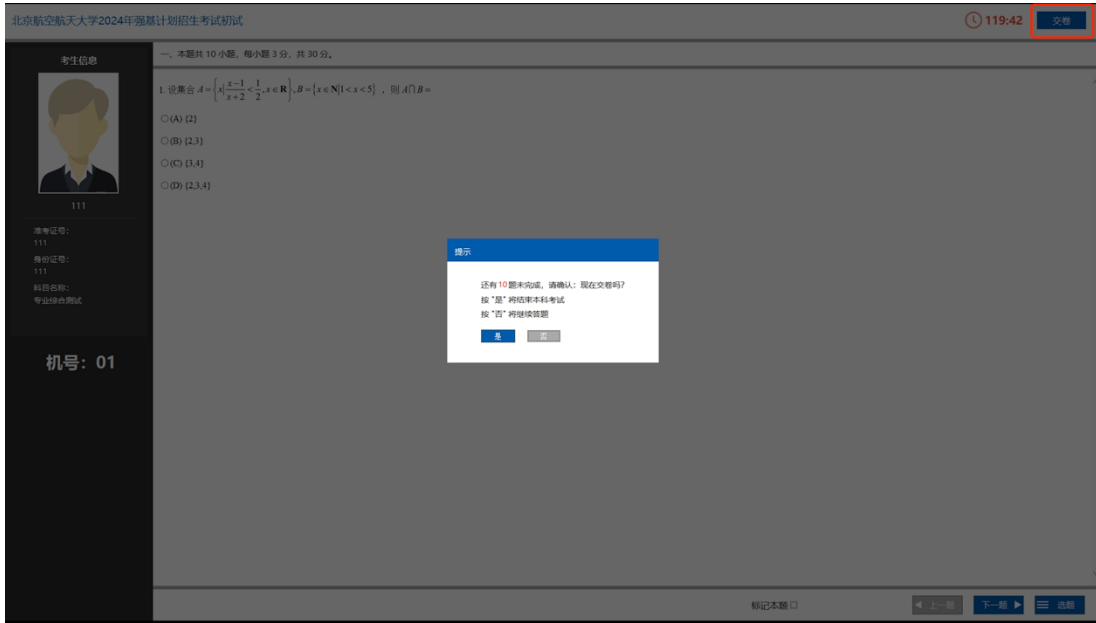 北京航空航天大学2024年强基计划招生考试初试
119:42
交卷
考生信息
111
准考证号：
111
身份证号：
111
科目名称：
专业综合测试
机号：01
一、本题共 10 小题，每小题 3 分，共 30 分。
1. 设集合 A={x|(x−1)/(x+2)<1/2, x∈R}, B={x∈N|1<x<5}，则 A∩B=
(A) {2}
(B) {2,3}
(C) {3,4}
(D) {2,3,4}
提示
还有10题未完成，请确认：现在交卷吗？
按 "是" 将结束本科考试
按 "否" 将继续答题
是
否
标记本题
上一题
下一题
选题